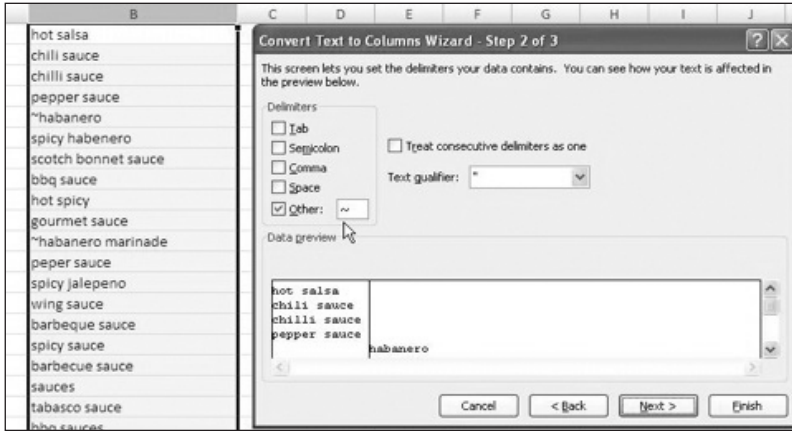 B C D E F G H I J
hot salsa
chili sauce
chilli sauce
pepper sauce
~habanero
spicy habenero
scotch bonnet sauce
bbq sauce
hot spicy
gourmet sauce
~habanero marinade
peper sauce
spicy jalepeno
wing sauce
barbeque sauce
spicy sauce
barbecue sauce
sauces
tabasco sauce
bbq sauces
Convert Text to Columns Wizard - Step 2 of 3
This screen lets you set the delimiters your data contains. You can see how your text is affected in
the preview below.
Delimiters
Tab
Semicolon
Comma
Space
Other: ~
Treat consecutive delimiters as one
Text qualifier: "
Data preview
hot salsa
chili sauce
chilli sauce
pepper sauce
habanero
Cancel < Back Next > Finish